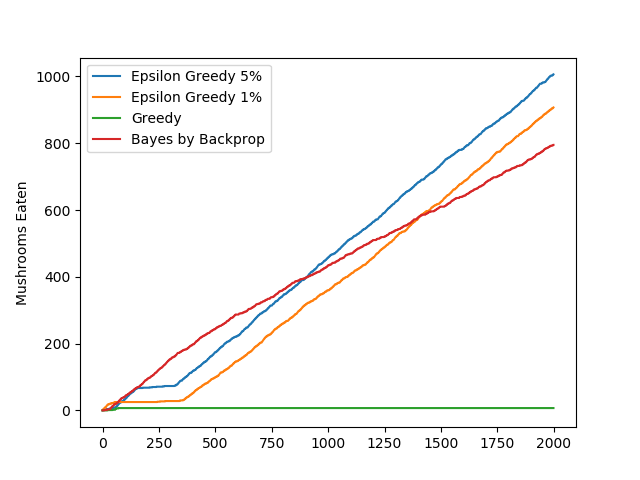 Epsilon Greedy 5%
Epsilon Greedy 1%
Greedy
Bayes by Backprop
Mushrooms Eaten
1000
800
600
400
200
0
0 250 500 750 1000 1250 1500 1750 2000